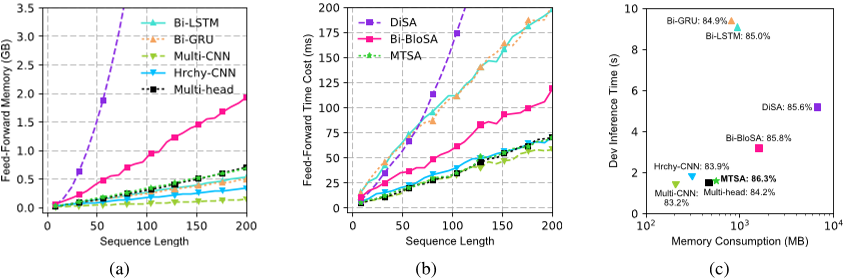 3.5
3.0
2.5
2.0
1.5
1.0
0.5
0.0
0
50
100
150
200
Feed-Forward Memory (GB)
Sequence Length
Bi-LSTM
Bi-GRU
Multi-CNN
Hrchy-CNN
Multi-head
(a)
200
175
150
125
100
75
50
25
0
0
50
100
150
200
Feed-Forward Time Cost (ms)
Sequence Length
DiSA
Bi-BloSA
MTSA
(b)
10
8
6
4
2
0
10²
10³
10⁴
Dev Inference Time (s)
Memory Consumption (MB)
Bi-GRU: 84.9%
Bi-LSTM: 85.0%
DiSA: 85.6%
Bi-BloSA: 85.8%
Hrchy-CNN: 83.9%
MTSA: 86.3%
Multi-CNN:
83.2%
Multi-head: 84.2%
(c)